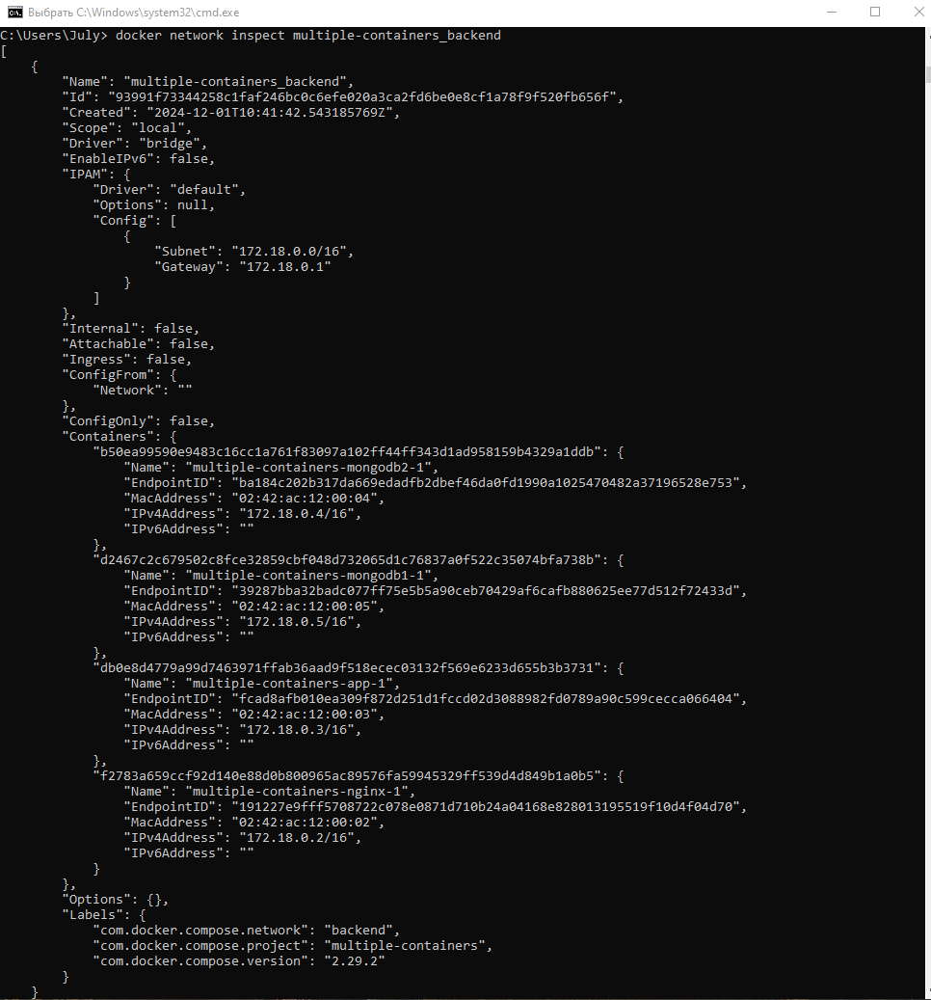 Выбрать C:\Windows\system32\cmd.exe
C:\Users\July> docker network inspect multiple-containers_backend
[
    {
        "Name": "multiple-containers_backend",
        "Id": "93991f73344258c1faf246bc0c6efe020a3ca2fd6be0e8cf1a78f9f520fb656f",
        "Created": "2024-12-01T10:41:42.543185769Z",
        "Scope": "local",
        "Driver": "bridge",
        "EnableIPv6": false,
        "IPAM": {
            "Driver": "default",
            "Options": null,
            "Config": [
                {
                    "Subnet": "172.18.0.0/16",
                    "Gateway": "172.18.0.1"
                }
            ]
        },
        "Internal": false,
        "Attachable": false,
        "Ingress": false,
        "ConfigFrom": {
            "Network": ""
        },
        "ConfigOnly": false,
        "Containers": {
            "b50ea99590e9483c16cc1a761f83097a102ff44ff343d1ad958159b4329a1ddb": {
                "Name": "multiple-containers-mongodb2-1",
                "EndpointID": "ba184c202b317da669edadfb2dbef46da0fd1990a1025470482a37196528e753",
                "MacAddress": "02:42:ac:12:00:04",
                "IPv4Address": "172.18.0.4/16",
                "IPv6Address": ""
            },
            "d2467c2c679502c8fce32859cbf048d732065d1c76837a0f522c35074bfa738b": {
                "Name": "multiple-containers-mongodb1-1",
                "EndpointID": "39287bba32badc077ff75e5b5a90ceb70429af6cafb880625ee77d512f72433d",
                "MacAddress": "02:42:ac:12:00:05",
                "IPv4Address": "172.18.0.5/16",
                "IPv6Address": ""
            },
            "db0e8d4779a99d7463971ffab36aad9f518ecec03132f569e6233d655b3b3731": {
                "Name": "multiple-containers-app-1",
                "EndpointID": "fcad8afb010ea309f872d251d1fccd02d3088982fd0789a90c599cecca066404",
                "MacAddress": "02:42:ac:12:00:03",
                "IPv4Address": "172.18.0.3/16",
                "IPv6Address": ""
            },
            "f2783a659ccf92d140e88d0b800965ac89576fa59945329ff539d4d849b1a0b5": {
                "Name": "multiple-containers-nginx-1",
                "EndpointID": "191227e9fff5708722c078e0871d710b24a04168e828013195519f10d4f04d70",
                "MacAddress": "02:42:ac:12:00:02",
                "IPv4Address": "172.18.0.2/16",
                "IPv6Address": ""
            }
        },
        "Options": {},
        "Labels": {
            "com.docker.compose.network": "backend",
            "com.docker.compose.project": "multiple-containers",
            "com.docker.compose.version": "2.29.2"
        }
    }